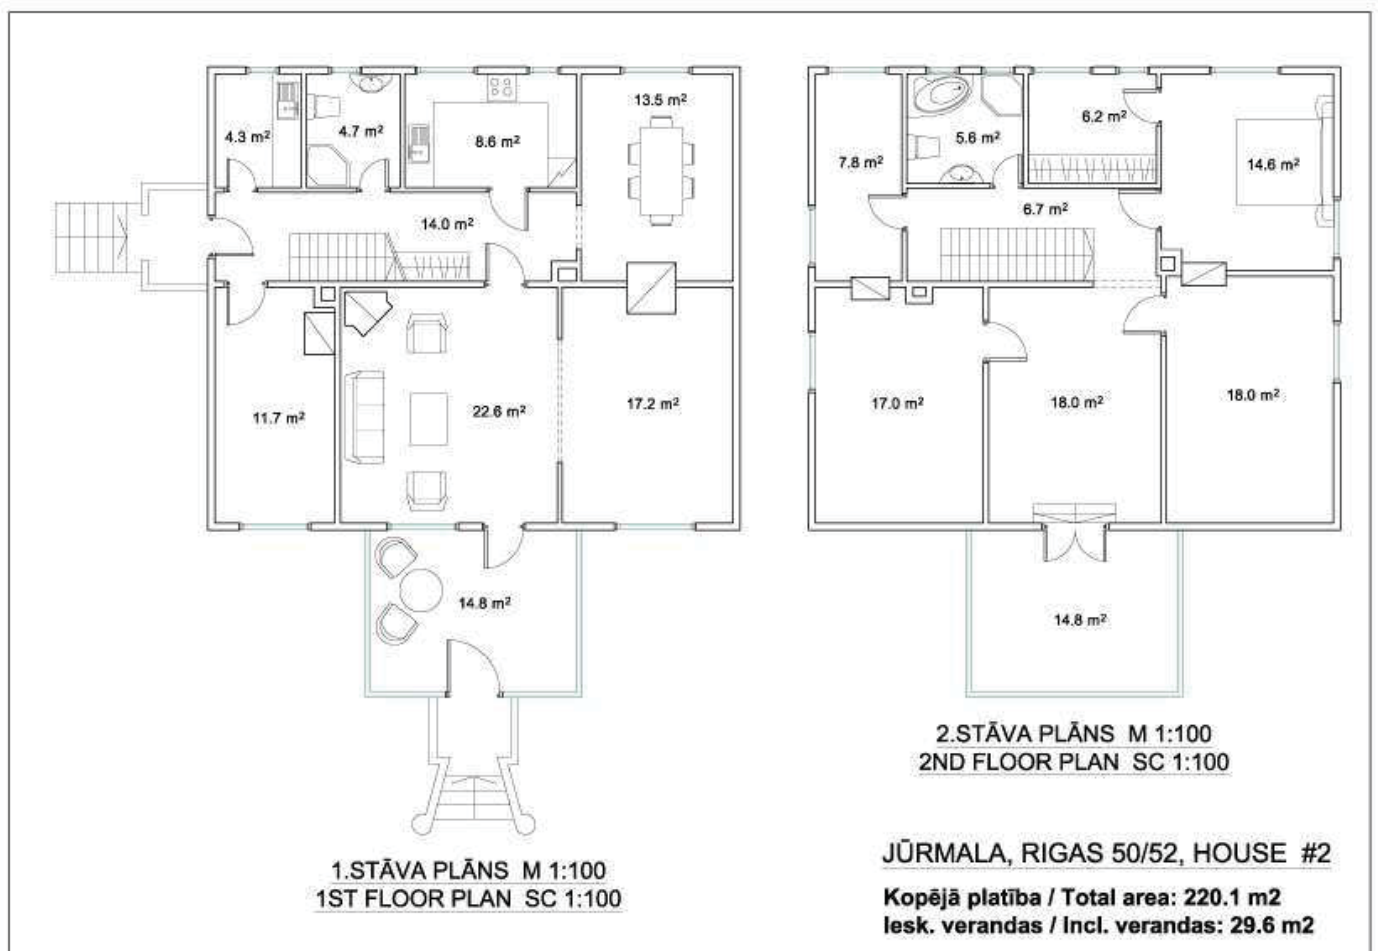 4.3 m²
4.7 m²
8.6 m²
13.5 m²
14.0 m²
11.7 m²
22.6 m²
17.2 m²
14.8 m²
1.STĀVA PLĀNS M 1:100
1ST FLOOR PLAN SC 1:100
7.8 m²
5.6 m²
6.2 m²
14.6 m²
6.7 m²
17.0 m²
18.0 m²
18.0 m²
14.8 m²
2.STĀVA PLĀNS M 1:100
2ND FLOOR PLAN SC 1:100
JŪRMALA, RIGAS 50/52, HOUSE #2
Kopējā platība / Total area: 220.1 m2
Iesk. verandas / Incl. verandas: 29.6 m2